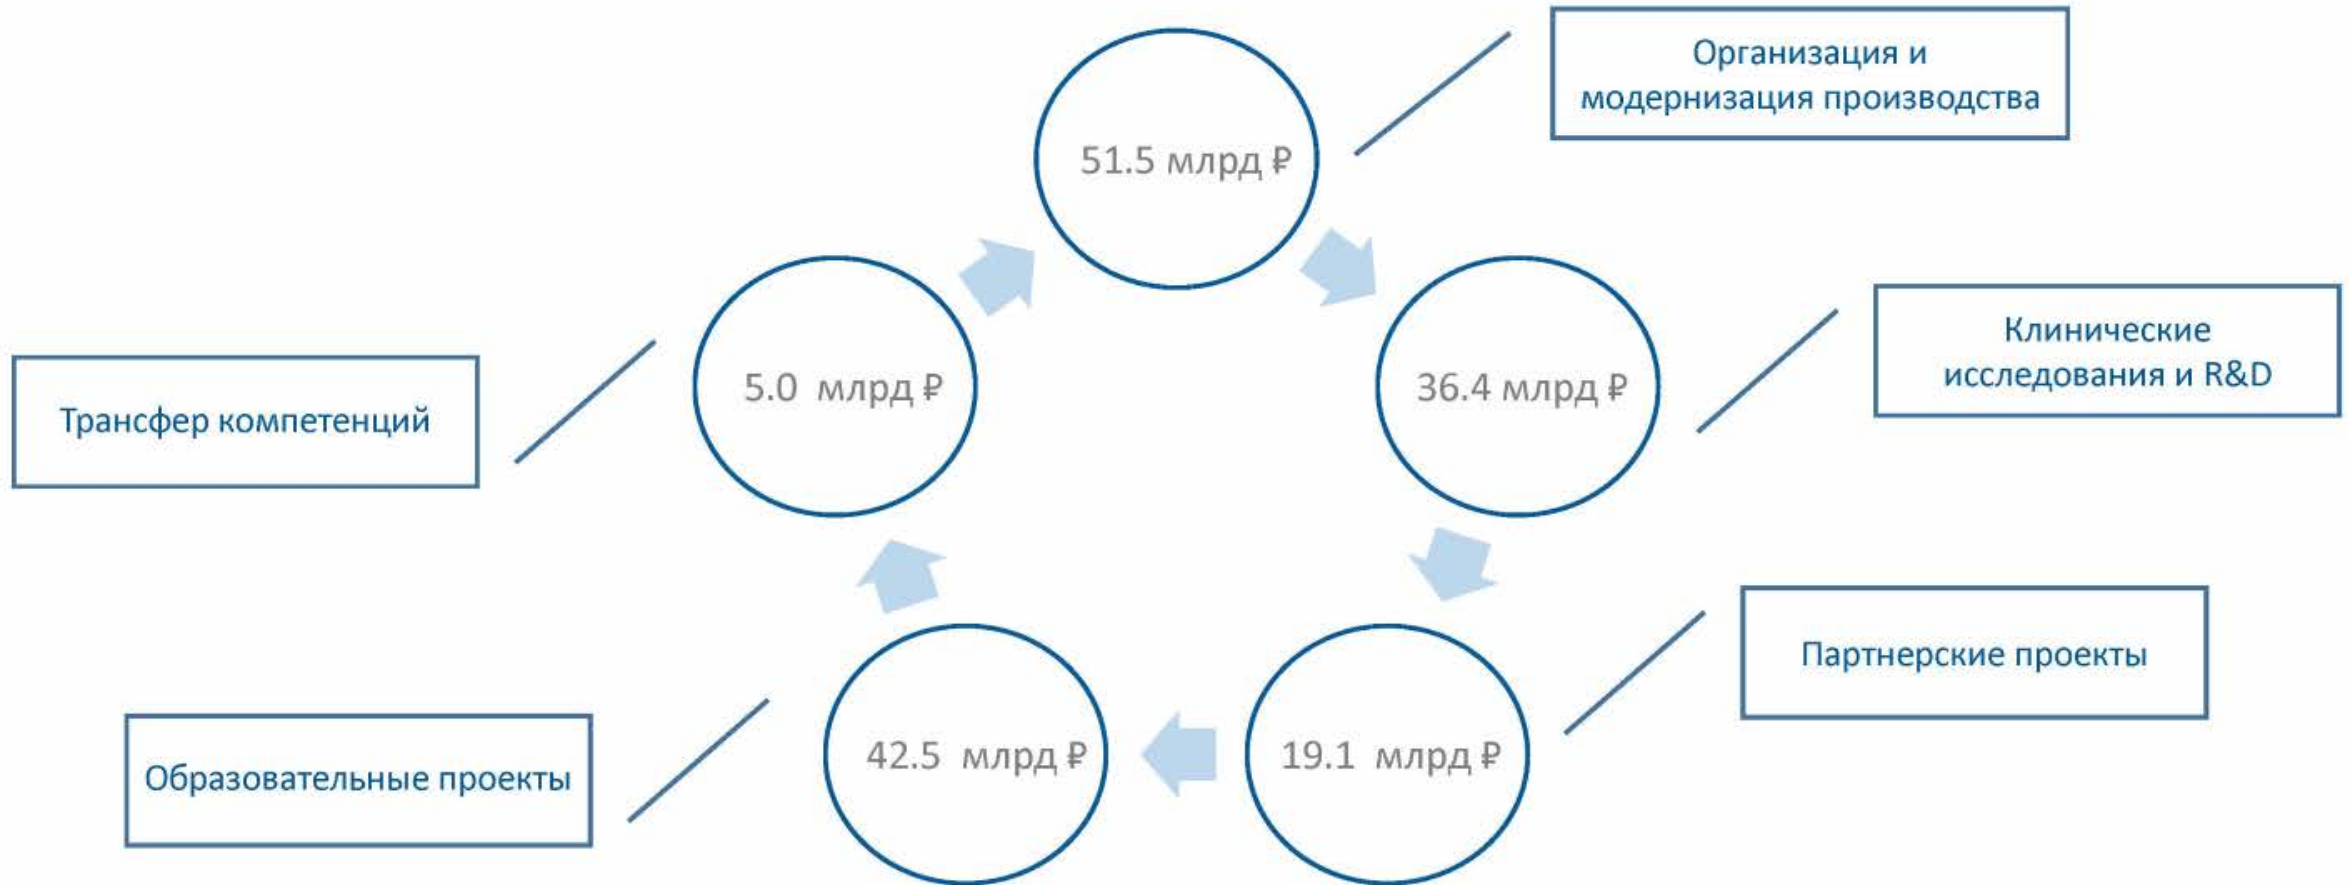 Организация и
модернизация производства
51.5 млрд ₽
Клинические
исследования и R&D
36.4 млрд ₽
5.0 млрд ₽
Трансфер компетенций
Партнерские проекты
19.1 млрд ₽
42.5 млрд ₽
Образовательные проекты